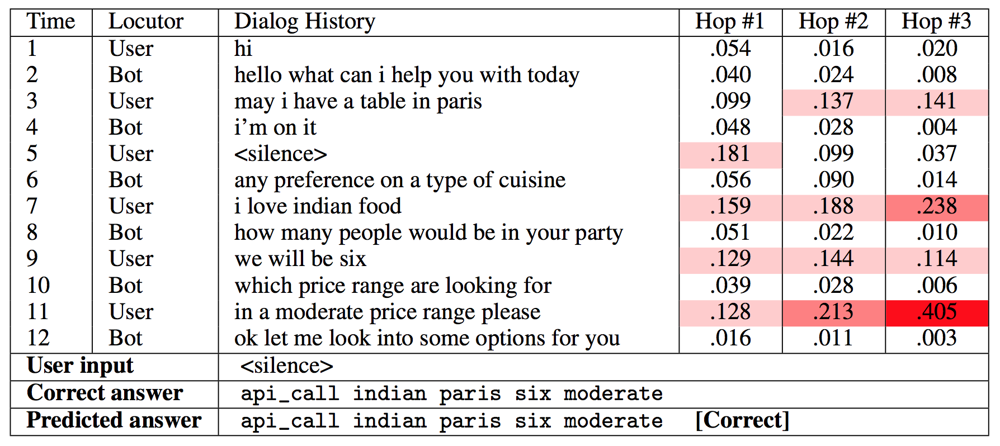 Time Locutor Dialog History Hop #1 Hop #2 Hop #3
1 User hi .054 .016 .020
2 Bot hello what can i help you with today .040 .024 .008
3 User may i have a table in paris .099 .137 .141
4 Bot i’m on it .048 .028 .004
5 User <silence> .181 .099 .037
6 Bot any preference on a type of cuisine .056 .090 .014
7 User i love indian food .159 .188 .238
8 Bot how many people would be in your party .051 .022 .010
9 User we will be six .129 .144 .114
10 Bot which price range are looking for .039 .028 .006
11 User in a moderate price range please .128 .213 .405
12 Bot ok let me look into some options for you .016 .011 .003
User input <silence>
Correct answer api_call indian paris six moderate
Predicted answer api_call indian paris six moderate [Correct]